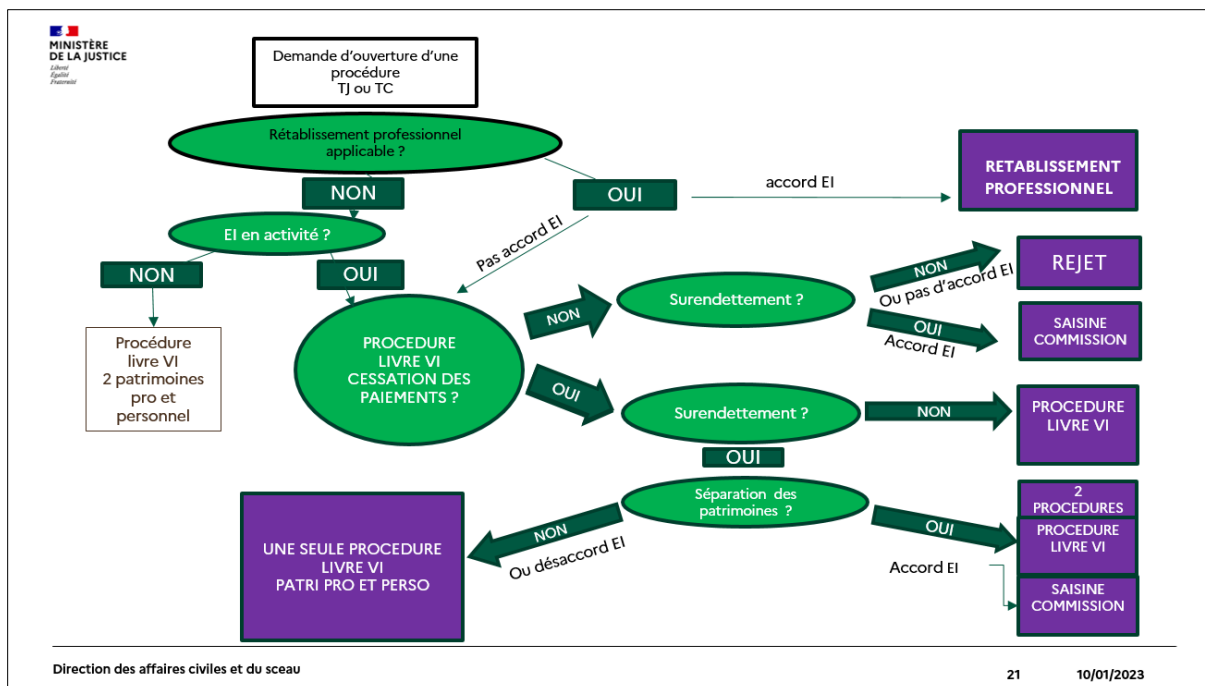 MINISTÈRE
DE LA JUSTICE
Liberté
Égalité
Fraternité
Demande d'ouverture d'une
procédure
TJ ou TC
Rétablissement professionnel
applicable ?
NON
OUI
accord EI
RETABLISSEMENT
PROFESSIONNEL
EI en activité ?
Pas accord EI
NON
OUI
Procédure
livre VI
2 patrimoines
pro et
personnel
PROCEDURE
LIVRE VI
CESSATION DES
PAIEMENTS ?
NON
Surendettement ?
NON
Ou pas d'accord EI
REJET
OUI
Accord EI
SAISINE
COMMISSION
OUI
Surendettement ?
NON
PROCEDURE
LIVRE VI
OUI
Séparation des
patrimoines ?
NON
Ou désaccord EI
UNE SEULE PROCEDURE
LIVRE VI
PATRI PRO ET PERSO
OUI
Accord EI
2
PROCEDURES
PROCEDURE
LIVRE VI
SAISINE
COMMISSION
Direction des affaires civiles et du sceau
21
10/01/2023